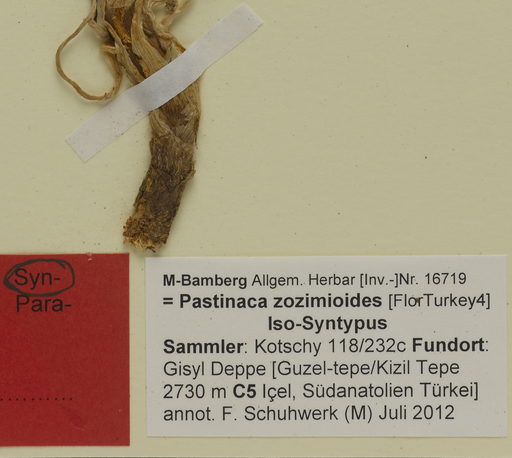 Syn-
Para-
M-Bamberg Allgem. Herbar [Inv.-]Nr. 16719
= Pastinaca zozimioides [FlorTurkey4]
Iso-Syntypus
Sammler: Kotschy 118/232c Fundort:
Gisyl Deppe [Guzel-tepe/Kizil Tepe
2730 m C5 Içel, Südanatolien Türkei]
annot. F. Schuhwerk (M) Juli 2012